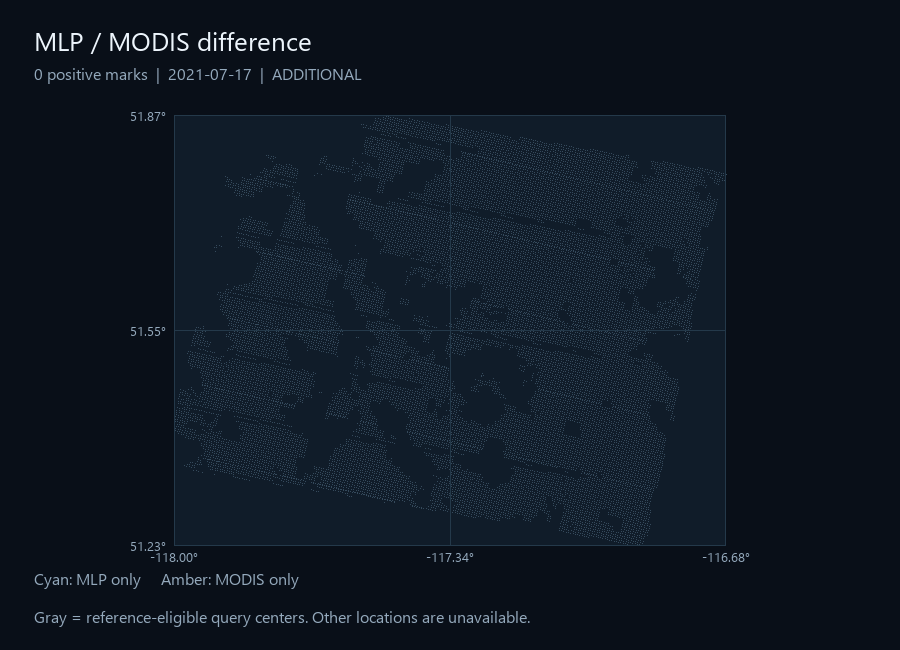 MLP / MODIS difference
0 positive marks | 2021-07-17 | ADDITIONAL
51.87°
51.55°
51.23°
-118.00°
-117.34°
-116.68°
Cyan: MLP only Amber: MODIS only
Gray = reference-eligible query centers. Other locations are unavailable.